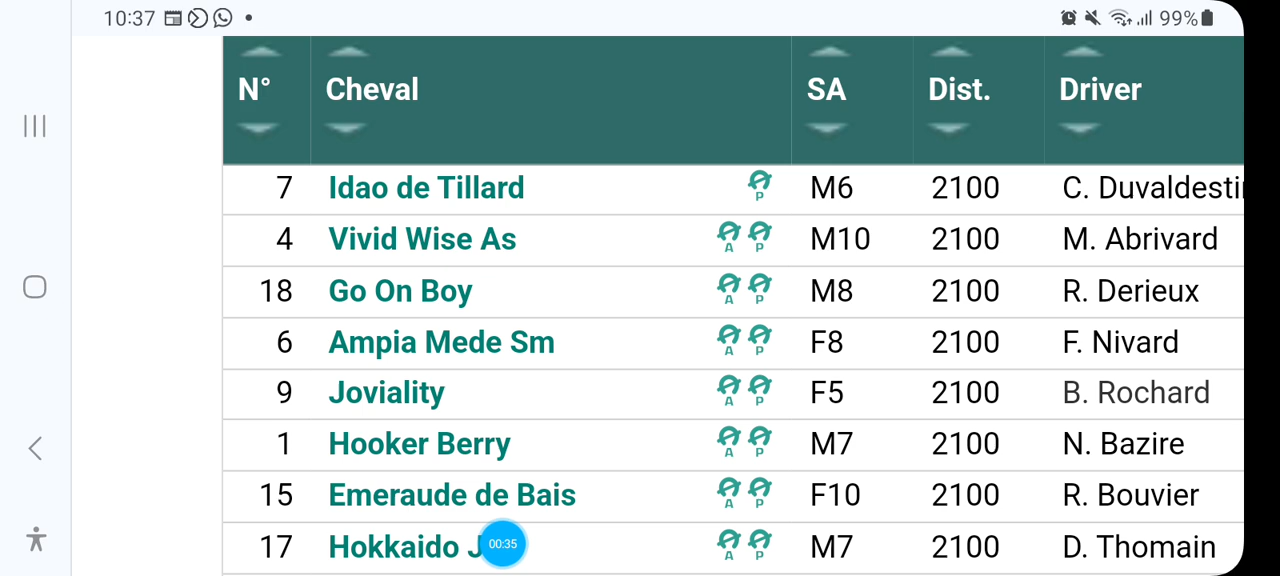 10:37 99%
N° Cheval SA Dist. Driver
7 Idao de Tillard P M6 2100 C. Duvaldesti
4 Vivid Wise As A P M10 2100 M. Abrivard
18 Go On Boy A P M8 2100 R. Derieux
6 Ampia Mede Sm A P F8 2100 F. Nivard
9 Joviality A P F5 2100 B. Rochard
1 Hooker Berry A P M7 2100 N. Bazire
15 Emeraude de Bais A P F10 2100 R. Bouvier
17 Hokkaido J 00:35 A P M7 2100 D. Thomain